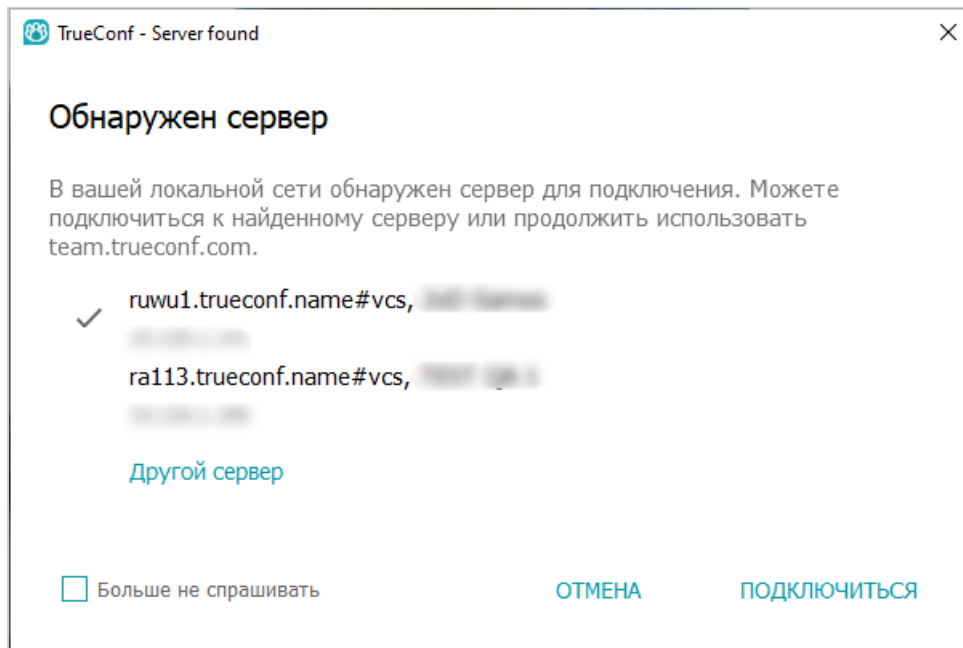 TrueConf - Server found
Обнаружен сервер
В вашей локальной сети обнаружен сервер для подключения. Можете
подключиться к найденному серверу или продолжить использовать
team.trueconf.com.
ruwu1.trueconf.name#vcs,
ra113.trueconf.name#vcs,
Другой сервер
Больше не спрашивать
ОТМЕНА
ПОДКЛЮЧИТЬСЯ